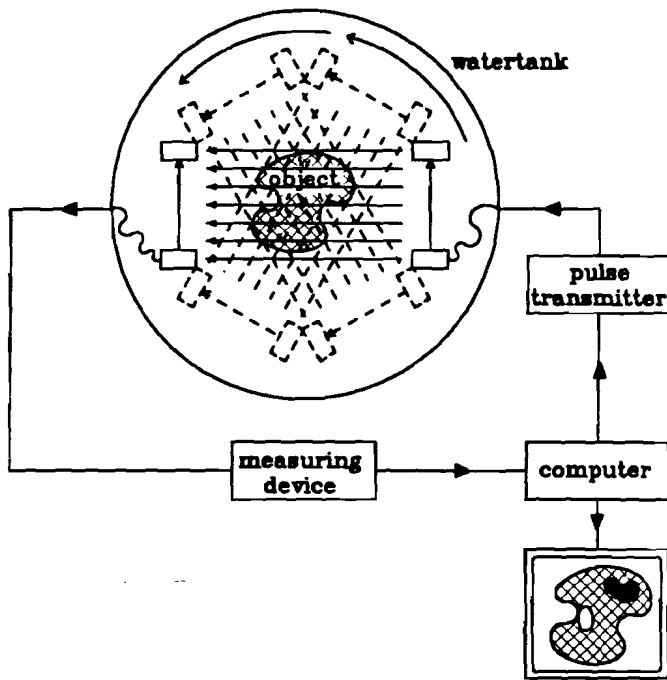 watertank
object
pulse
transmitter
measuring
device
computer